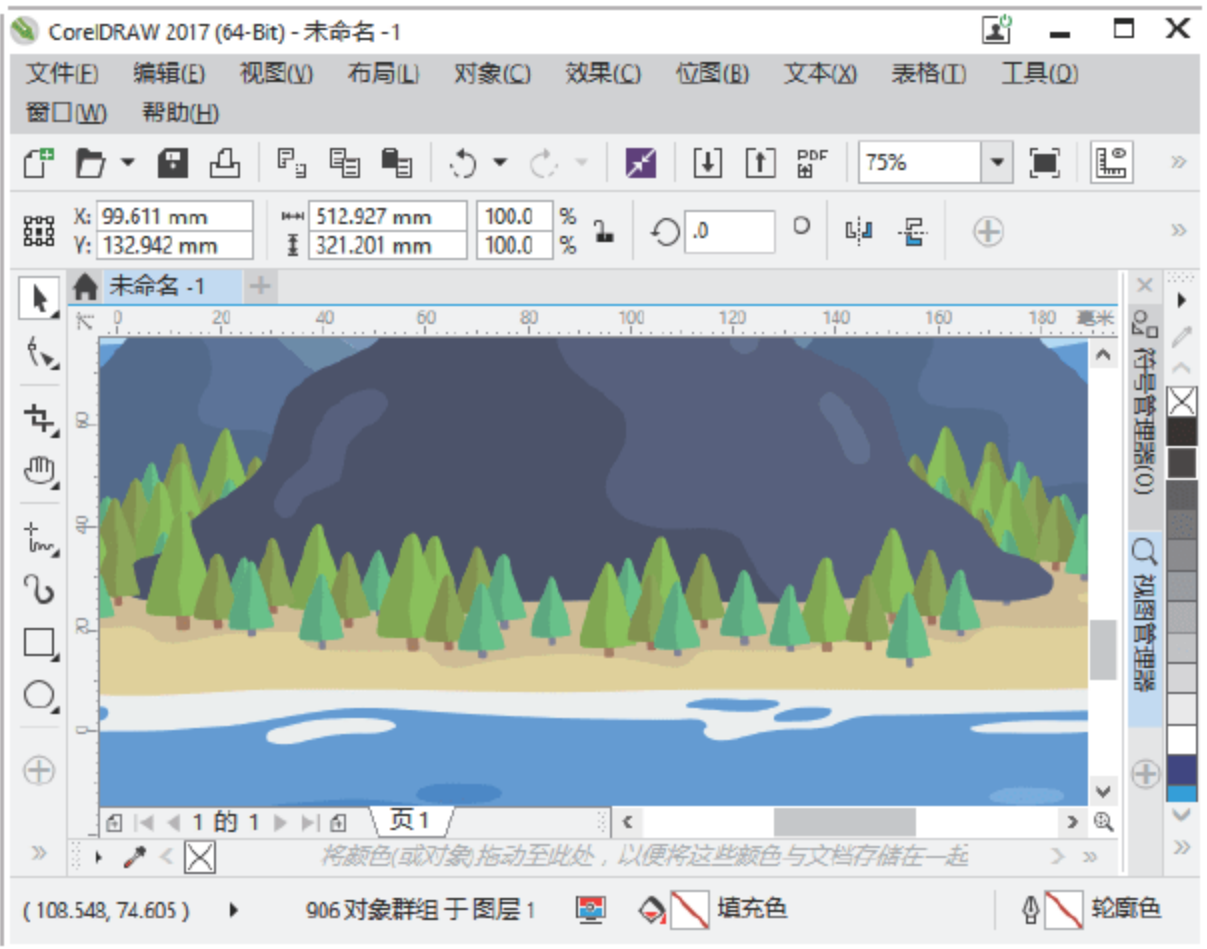 CorelDRAW 2017 (64-Bit) - 未命名 -1
文件(F) 编辑(E) 视图(V) 布局(L) 对象(C) 效果(C) 位图(B) 文本(X) 表格(T) 工具(O)
窗口(W) 帮助(H)
PDF 75%
X: 99.611 mm 512.927 mm 100.0 %
Y: 132.942 mm 321.201 mm 100.0 %
.0
未命名 -1
0 20 40 60 80 100 120 140 160 180 毫米
60
40
20
0
符号管理器(O)
视图管理器
1 的 1 页 1
将颜色(或对象)拖动至此处，以便将这些颜色与文档存储在一起
( 108.548, 74.605 ) 906 对象群组 于 图层 1 填充色 轮廓色